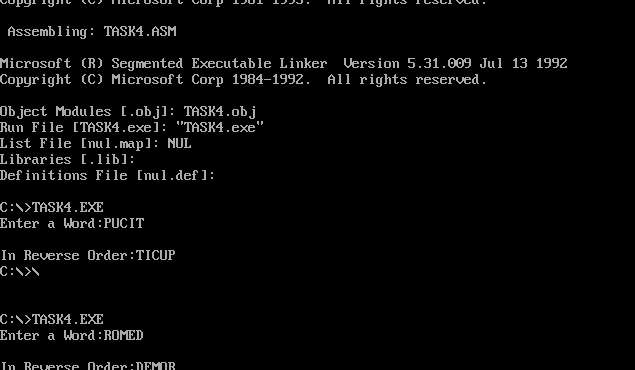 Copyright (C) Microsoft Corp 1981-1993.  All rights reserved.
Assembling: TASK4.ASM
Microsoft (R) Segmented Executable Linker  Version 5.31.009 Jul 13 1992
Copyright (C) Microsoft Corp 1984-1992.  All rights reserved.
Object Modules [.obj]: TASK4.obj
Run File [TASK4.exe]: "TASK4.exe"
List File [nul.map]: NUL
Libraries [.lib]:
Definitions File [nul.def]:
C:\>TASK4.EXE
Enter a Word:PUCIT
In Reverse Order:TICUP
C:\>\
C:\>TASK4.EXE
Enter a Word:ROMED
In Reverse Order:DEMOR